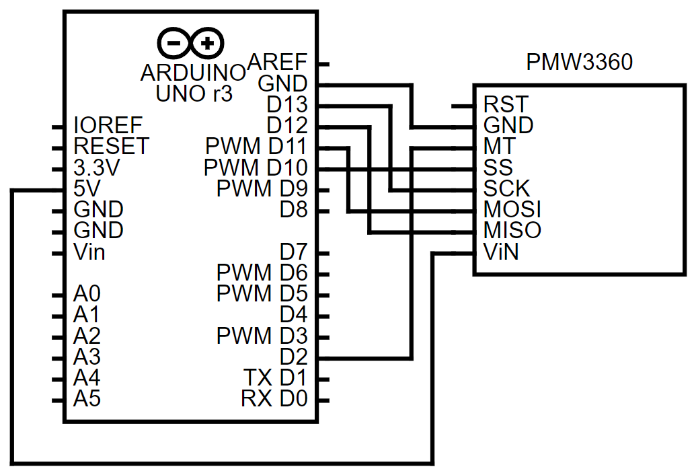 ARDUINO
UNO r3
IOREF
RESET
3.3V
5V
GND
GND
Vin
A0
A1
A2
A3
A4
A5
AREF
GND
D13
D12
PWM D11
PWM D10
PWM D9
D8
D7
PWM D6
PWM D5
D4
PWM D3
D2
TX D1
RX D0
PMW3360
RST
GND
MT
SS
SCK
MOSI
MISO
ViN